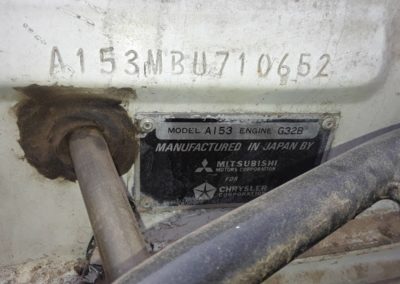 A153MBU710652
MODEL A153 ENGINE G32B
MANUFACTURED IN JAPAN BY
MITSUBISHI
MOTORS CORPORATION
FOR
CHRYSLER
CORPORATION